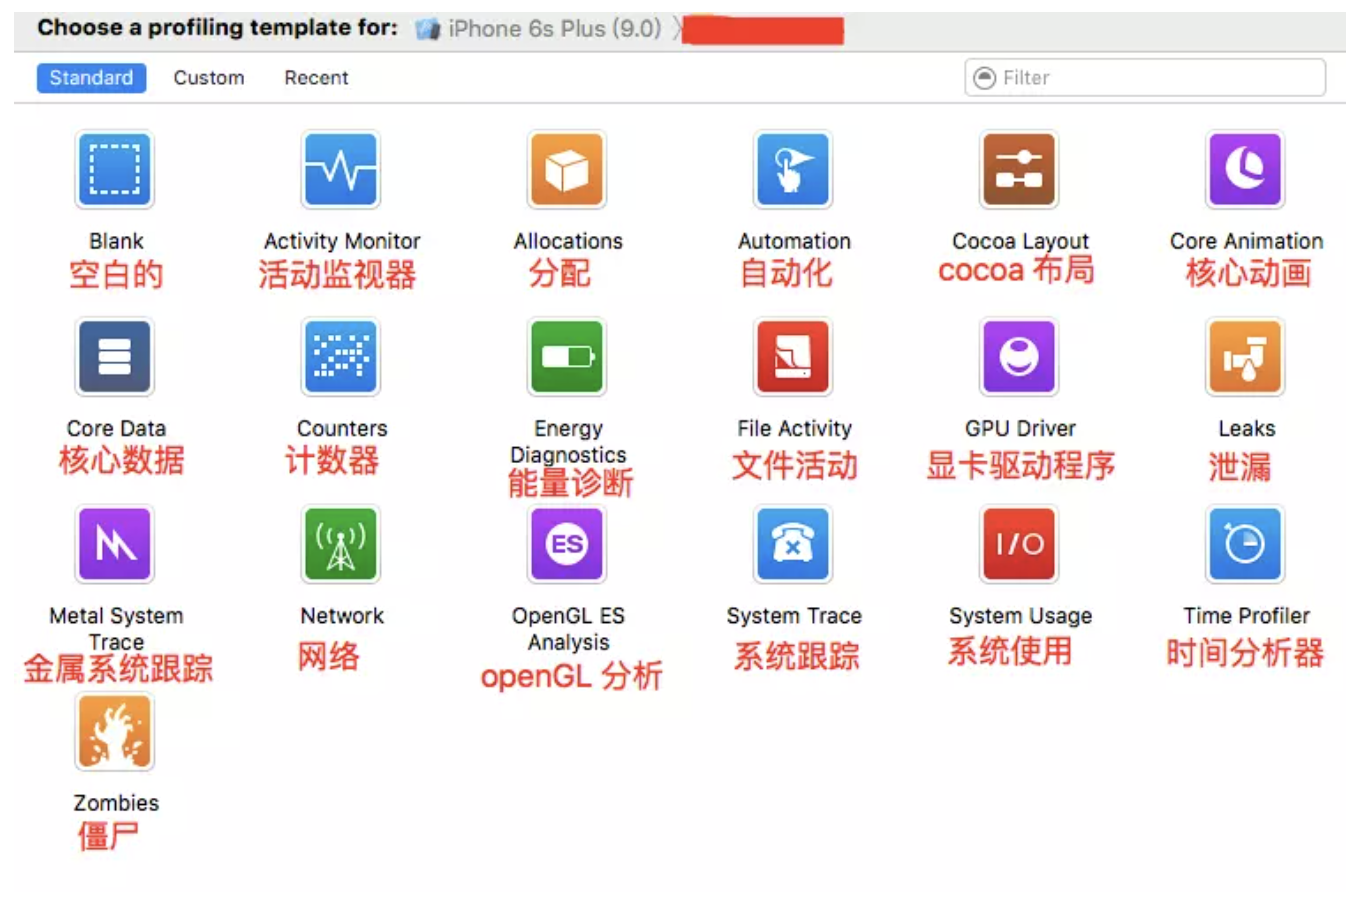 Choose a profiling template for: iPhone 6s Plus (9.0)
Standard Custom Recent Filter
Blank
空白的
Activity Monitor
活动监视器
Allocations
分配
Automation
自动化
Cocoa Layout
cocoa 布局
Core Animation
核心动画
Core Data
核心数据
Counters
计数器
Energy
Diagnostics
能量诊断
File Activity
文件活动
GPU Driver
显卡驱动程序
Leaks
泄漏
Metal System
Trace
金属系统跟踪
Network
网络
ES
OpenGL ES
Analysis
openGL 分析
System Trace
系统跟踪
I/O
System Usage
系统使用
Time Profiler
时间分析器
Zombies
僵尸